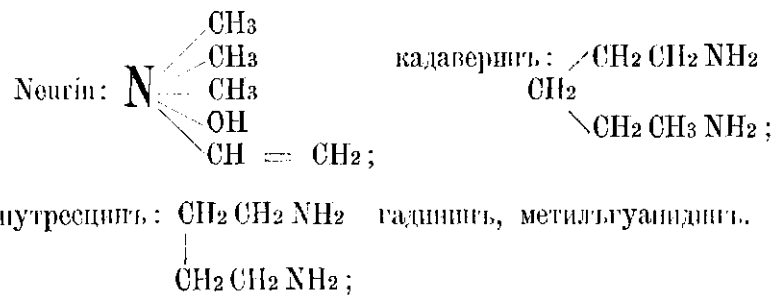 CH₃
CH₃ кадаверинъ: CH₂ CH₂ NH₂
Neurin: N CH₃ CH₂
OH CH₂ CH₃ NH₂;
CH = CH₂;
путресцинъ: CH₂ CH₂ NH₂ гадининъ, метилъгуанидинъ.
CH₂ CH₂ NH₂;